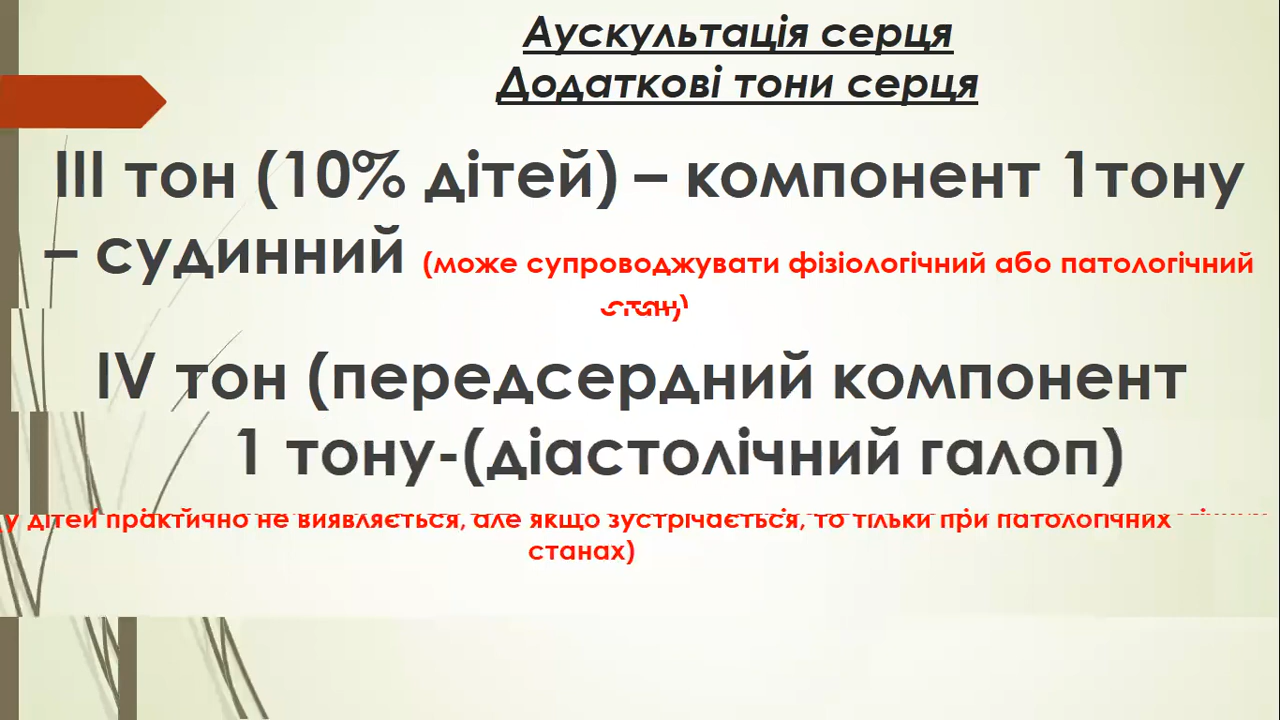 Аускультація серця
Додаткові тони серця
III тон (10% дітей) – компонент 1тону
– судинний (може супроводжувати фізіологічний або патологічний
стан)
IV тон (передсердний компонент
1 тону-(діастолічний галоп)
у дітей практично не виявляється, але якщо зустрічається, то тільки при патологічних
станах)